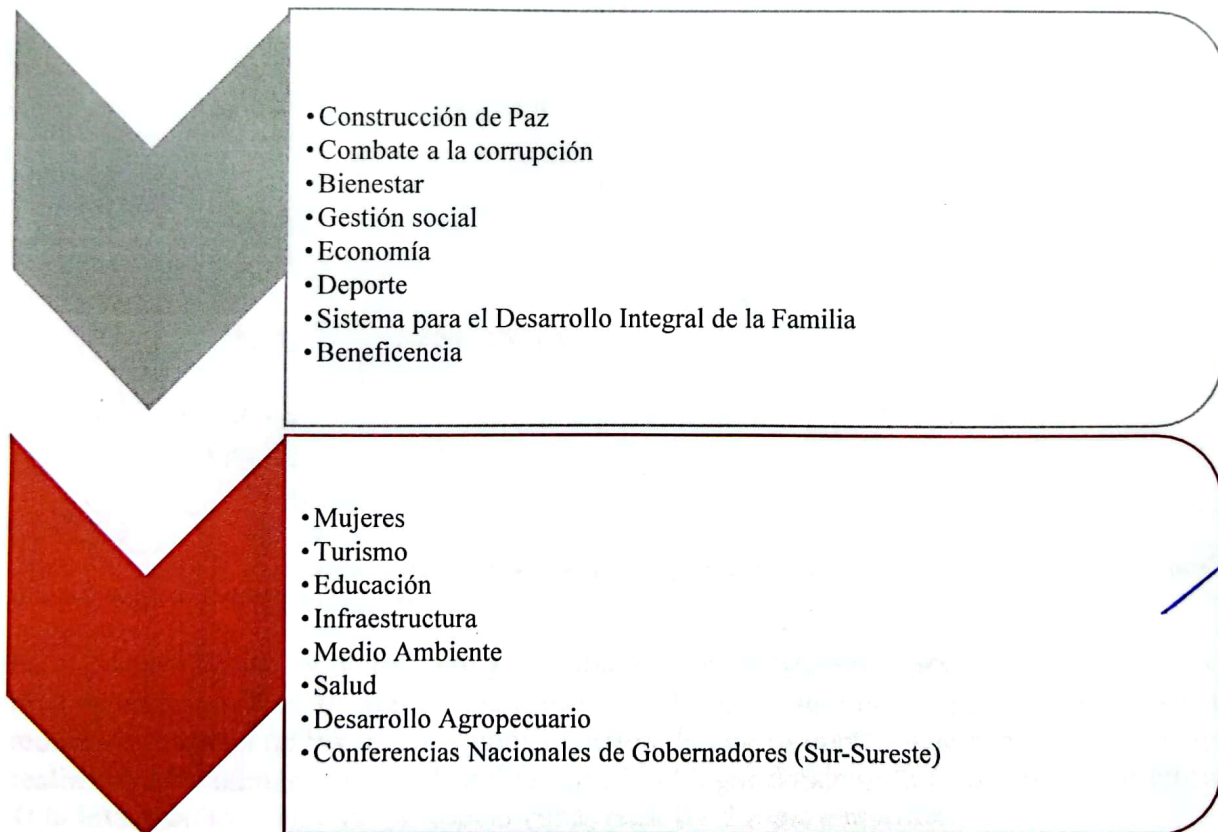 • Construcción de Paz
• Combate a la corrupción
• Bienestar
• Gestión social
• Economía
• Deporte
• Sistema para el Desarrollo Integral de la Familia
• Beneficencia
• Mujeres
• Turismo
• Educación
• Infraestructura
• Medio Ambiente
• Salud
• Desarrollo Agropecuario
• Conferencias Nacionales de Gobernadores (Sur-Sureste)